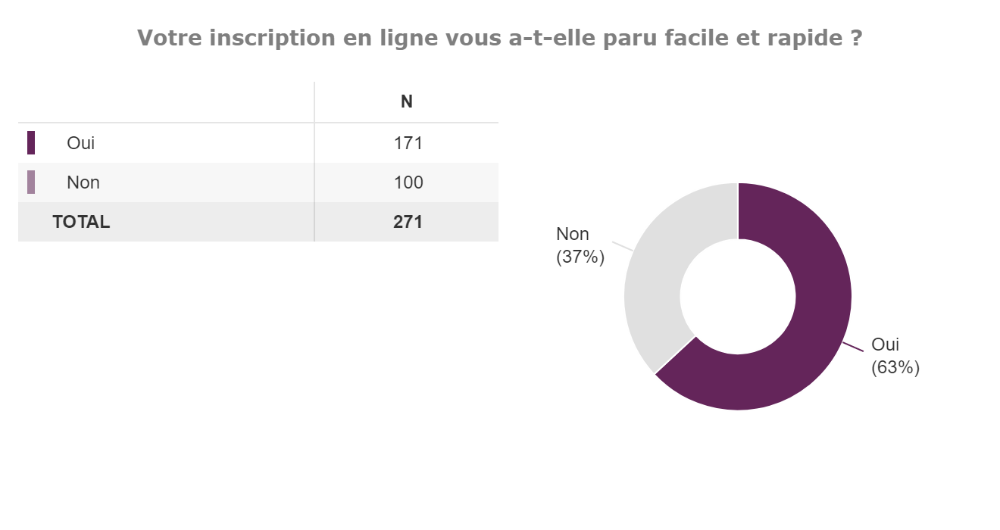 Votre inscription en ligne vous a-t-elle paru facile et rapide ?
N
Oui 171
Non 100
TOTAL 271
Non
(37%)
Oui
(63%)